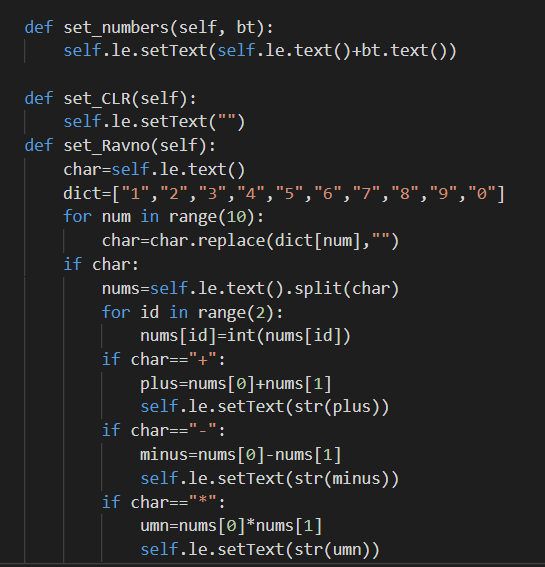 def set_numbers(self, bt):
    self.le.setText(self.le.text()+bt.text())

def set_CLR(self):
    self.le.setText("")
def set_Ravno(self):
    char=self.le.text()
    dict=["1","2","3","4","5","6","7","8","9","0"]
    for num in range(10):
        char=char.replace(dict[num],"")
    if char:
        nums=self.le.text().split(char)
        for id in range(2):
            nums[id]=int(nums[id])
        if char=="+":
            plus=nums[0]+nums[1]
            self.le.setText(str(plus))
        if char=="-":
            minus=nums[0]-nums[1]
            self.le.setText(str(minus))
        if char=="*":
            umn=nums[0]*nums[1]
            self.le.setText(str(umn))